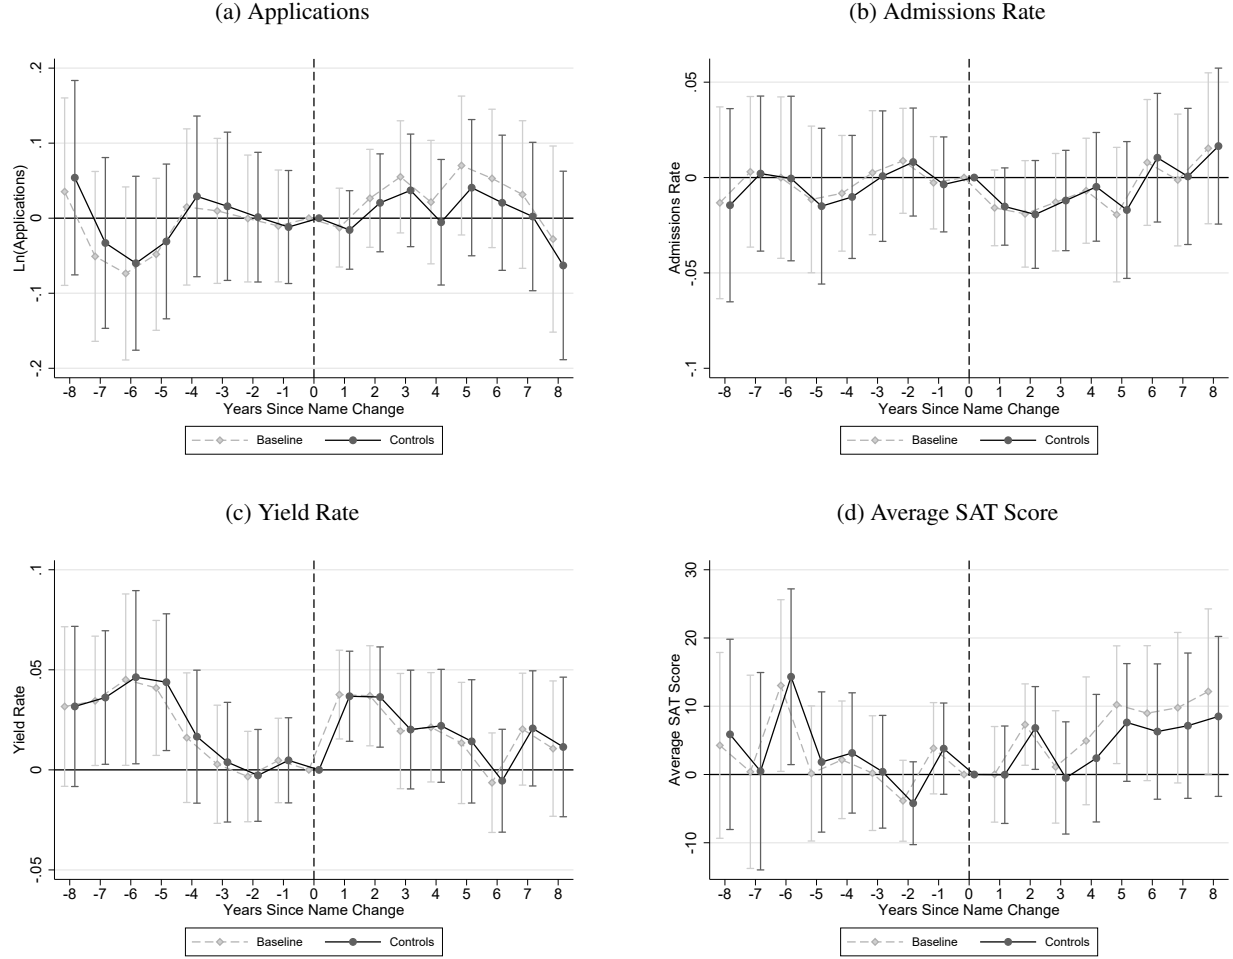 (a) Applications
.2
.1
0
-.1
-.2
Ln(Applications)
-8 -7 -6 -5 -4 -3 -2 -1 0 1 2 3 4 5 6 7 8
Years Since Name Change
Baseline Controls
(b) Admissions Rate
.05
0
-.05
-.1
Admissions Rate
-8 -7 -6 -5 -4 -3 -2 -1 0 1 2 3 4 5 6 7 8
Years Since Name Change
Baseline Controls
(c) Yield Rate
.1
.05
0
-.05
Yield Rate
-8 -7 -6 -5 -4 -3 -2 -1 0 1 2 3 4 5 6 7 8
Years Since Name Change
Baseline Controls
(d) Average SAT Score
30
20
10
0
-10
Average SAT Score
-8 -7 -6 -5 -4 -3 -2 -1 0 1 2 3 4 5 6 7 8
Years Since Name Change
Baseline Controls